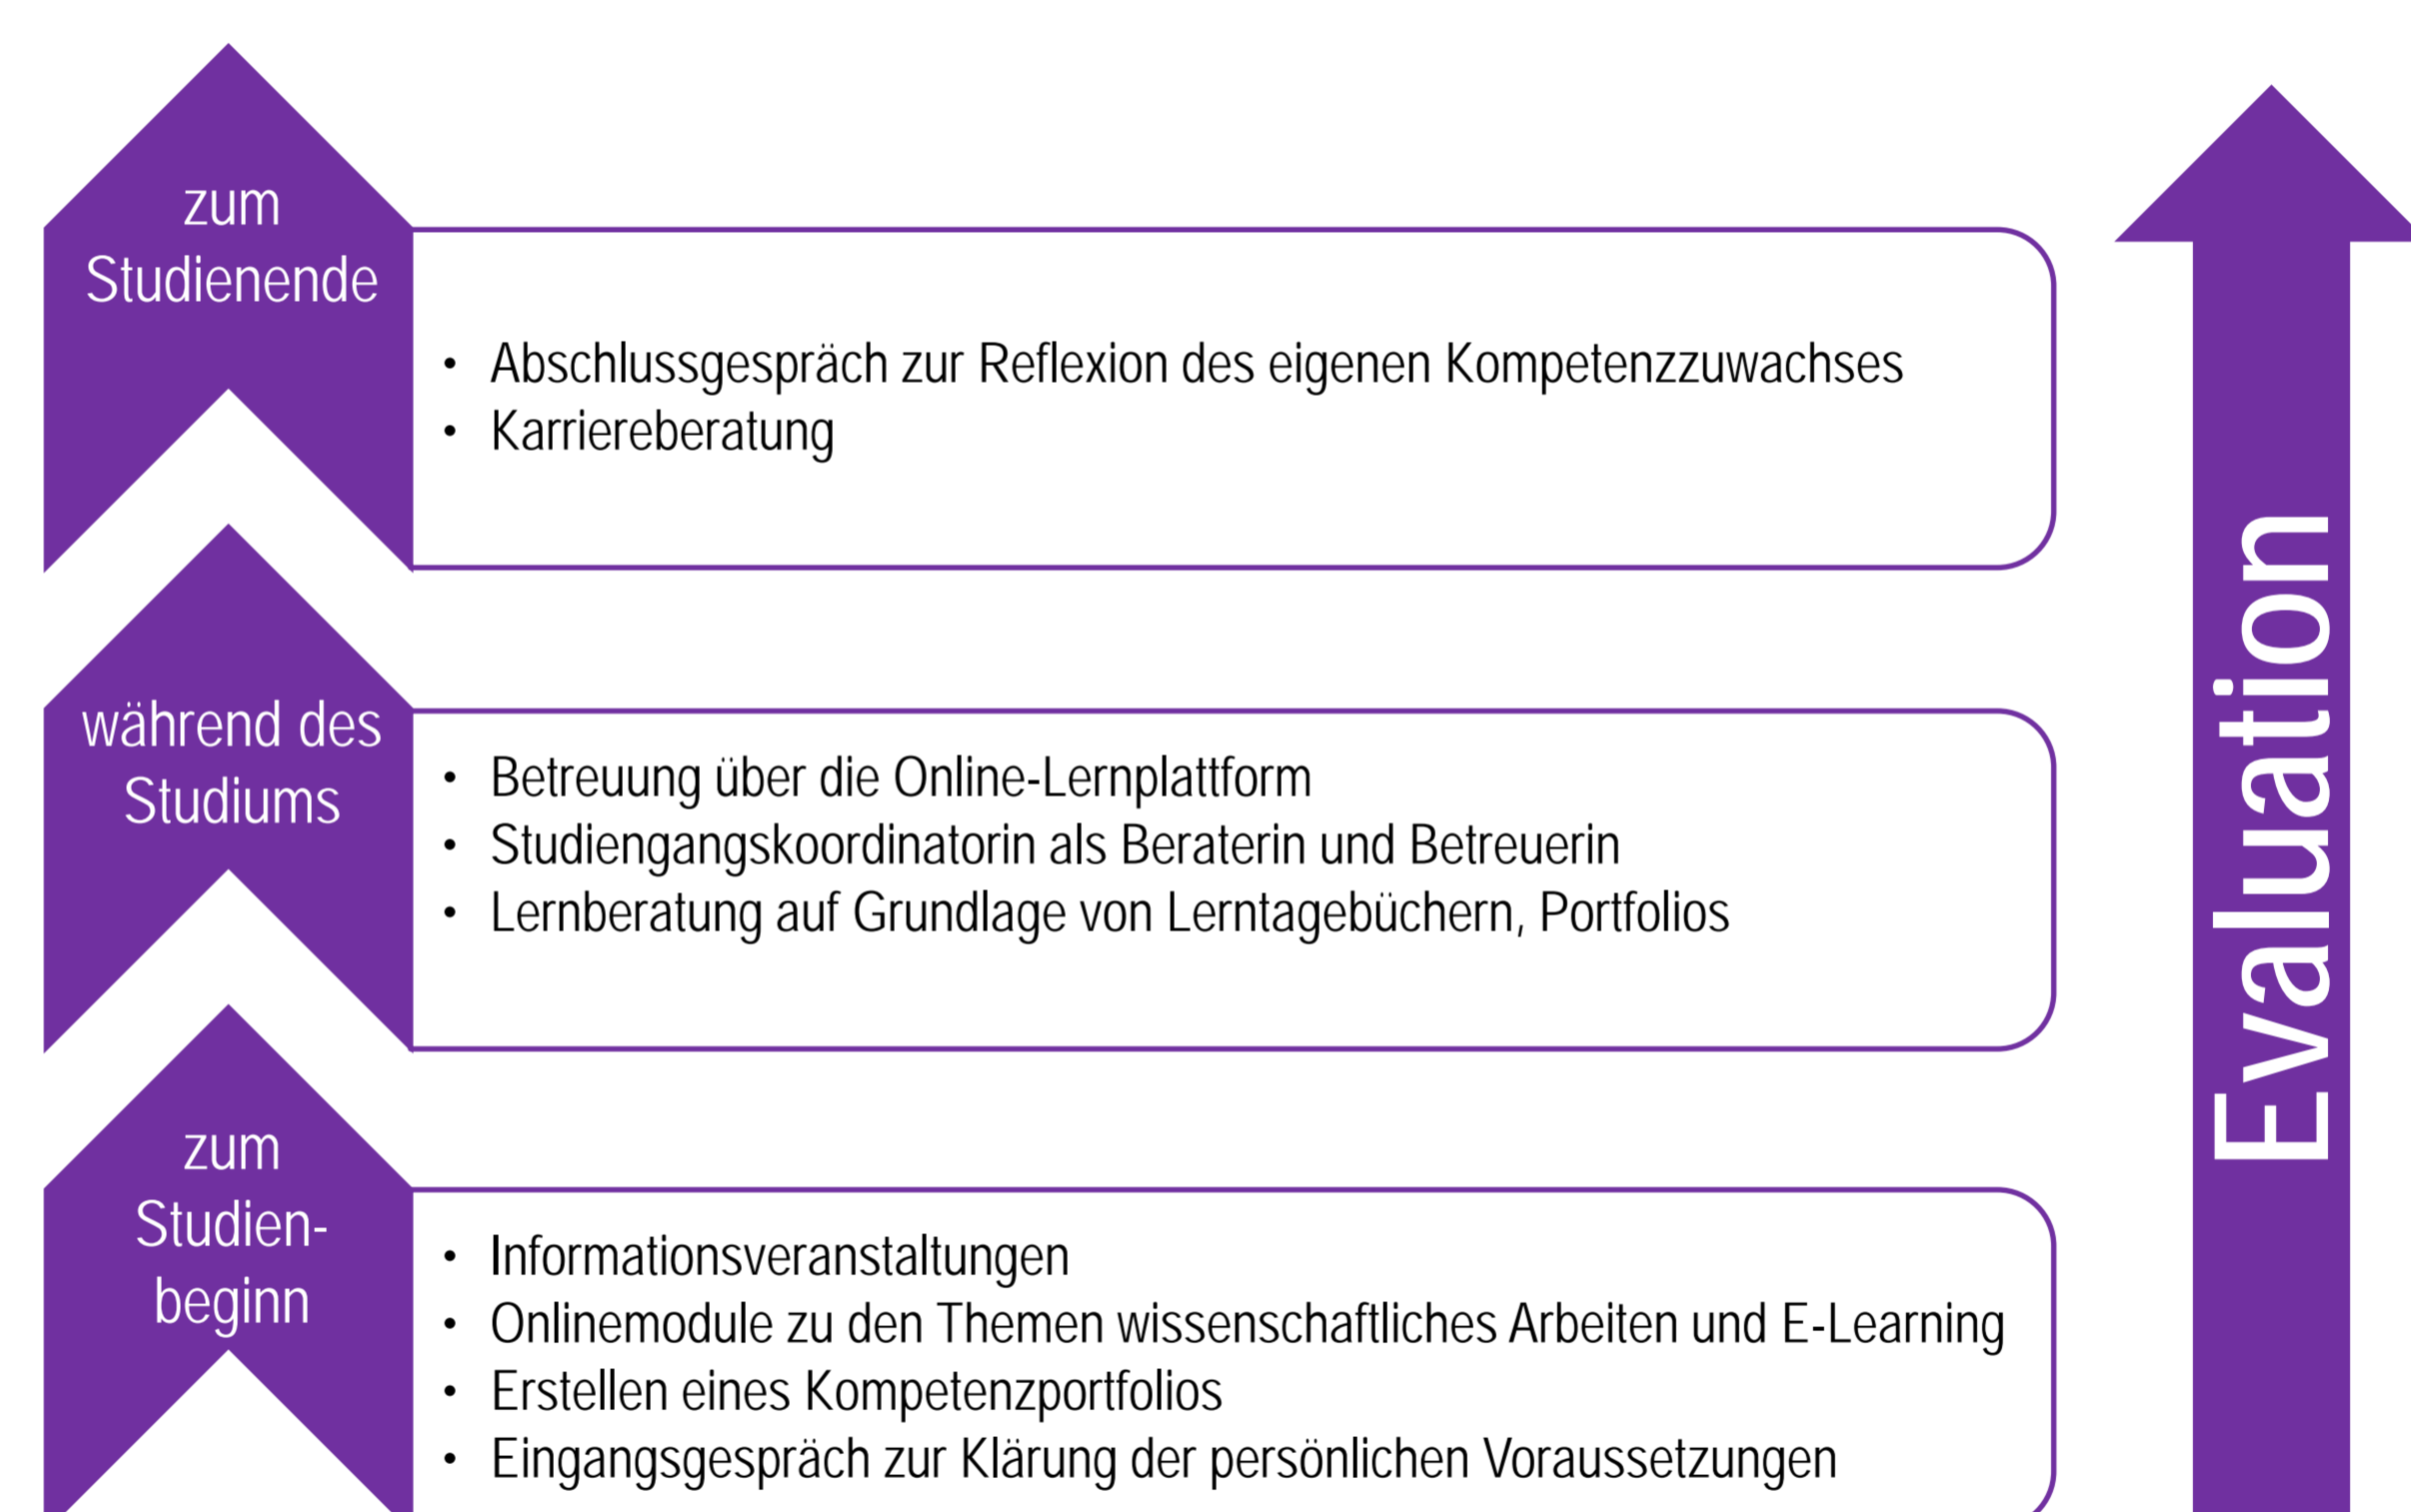 zum
Studienende
• Abschlussgespräch zur Reflexion des eigenen Kompetenzzuwachses
• Karriereberatung
während des
Studiums
• Betreuung über die Online-Lernplattform
• Studiengangskoordinatorin als Beraterin und Betreuerin
• Lernberatung auf Grundlage von Lerntagebüchern, Portfolios
zum
Studien-
beginn
• Informationsveranstaltungen
• Onlinemodule zu den Themen wissenschaftliches Arbeiten und E-Learning
• Erstellen eines Kompetenzportfolios
• Eingangsgespräch zur Klärung der persönlichen Voraussetzungen
Evaluation